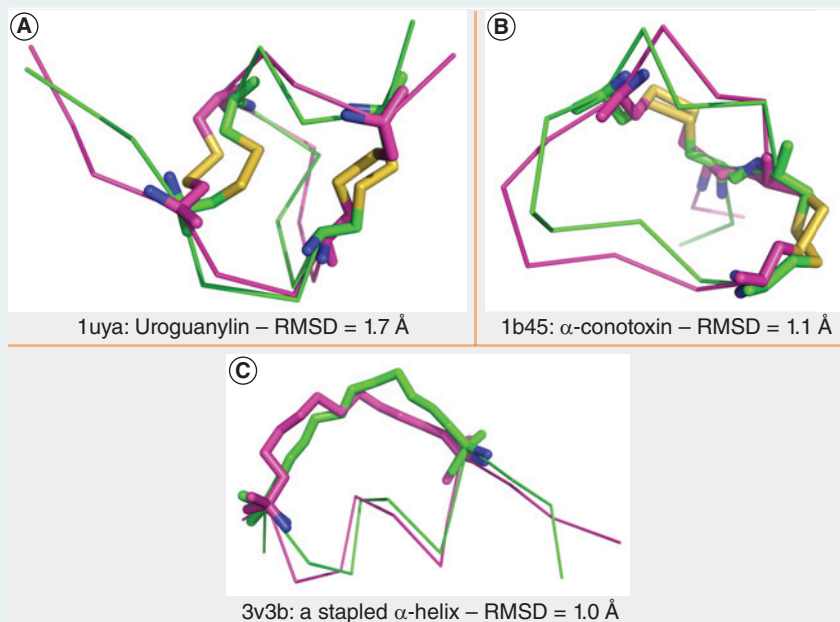 A
B
1uya: Uroguanylin – RMSD = 1.7 Å
1b45: α-conotoxin – RMSD = 1.1 Å
C
3v3b: a stapled α-helix – RMSD = 1.0 Å